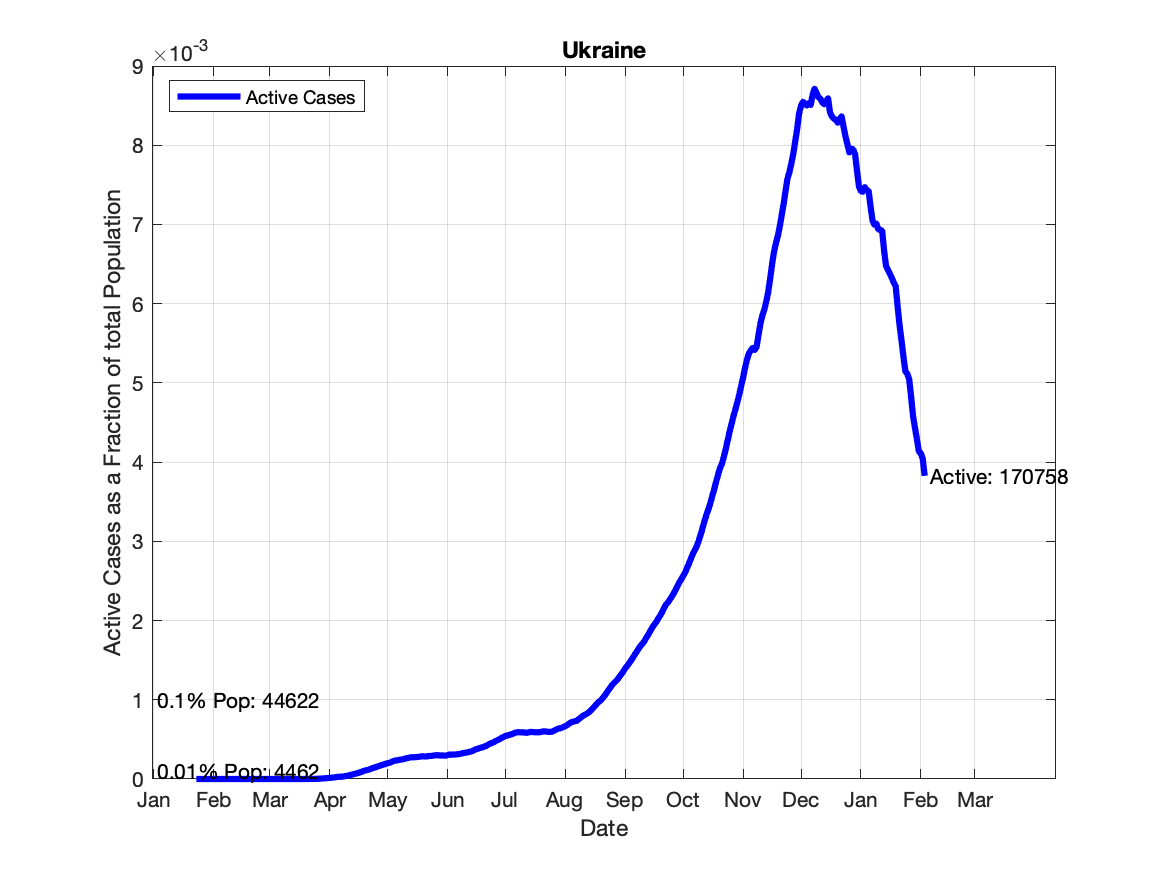 Ukraine
×10-3
Active Cases
9
8
7
6
5
4
3
2
1
0
Active Cases as a Fraction of total Population
Active: 170758
0.1% Pop: 44622
0.01% Pop: 4462
Jan Feb Mar Apr May Jun Jul Aug Sep Oct Nov Dec Jan Feb Mar
Date